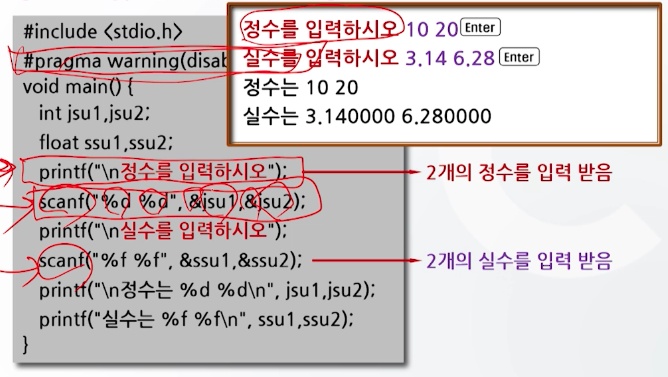 #include <stdio.h>
#pragma warning(disab
void main() {
int jsu1,jsu2;
float ssu1,ssu2;
printf("\n정수를 입력하시오");
scanf("%d %d", &jsu1,&jsu2);
printf("\n실수를 입력하시오");
scanf("%f %f", &ssu1,&ssu2);
printf("\n정수는 %d %d\n", jsu1,jsu2);
printf("실수는 %f %f\n", ssu1,ssu2);
}
정수를 입력하시오 10 20 Enter
실수를 입력하시오 3.14 6.28 Enter
정수는 10 20
실수는 3.140000 6.280000
2개의 정수를 입력 받음
2개의 실수를 입력 받음